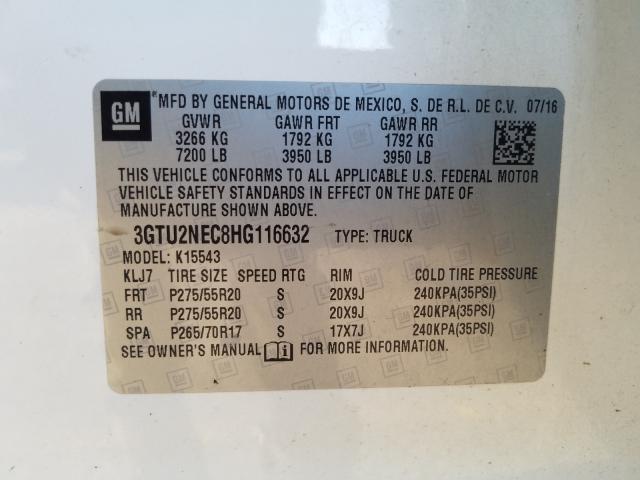 GM
*MFD BY GENERAL MOTORS DE MEXICO, S. DE R.L. DE C.V. 07/16
GVWR GAWR FRT GAWR RR
3266 KG 1792 KG 1792 KG
7200 LB 3950 LB 3950 LB
THIS VEHICLE CONFORMS TO ALL APPLICABLE U.S. FEDERAL MOTOR
VEHICLE SAFETY STANDARDS IN EFFECT ON THE DATE OF
MANUFACTURE SHOWN ABOVE.
3GTU2NEC8HG116632 TYPE: TRUCK
MODEL: K15543
KLJ7 TIRE SIZE SPEED RTG RIM COLD TIRE PRESSURE
FRT P275/55R20 S 20X9J 240KPA(35PSI)
RR P275/55R20 S 20X9J 240KPA(35PSI)
SPA P265/70R17 S 17X7J 240KPA(35PSI)
SEE OWNER'S MANUAL FOR MORE INFORMATION.